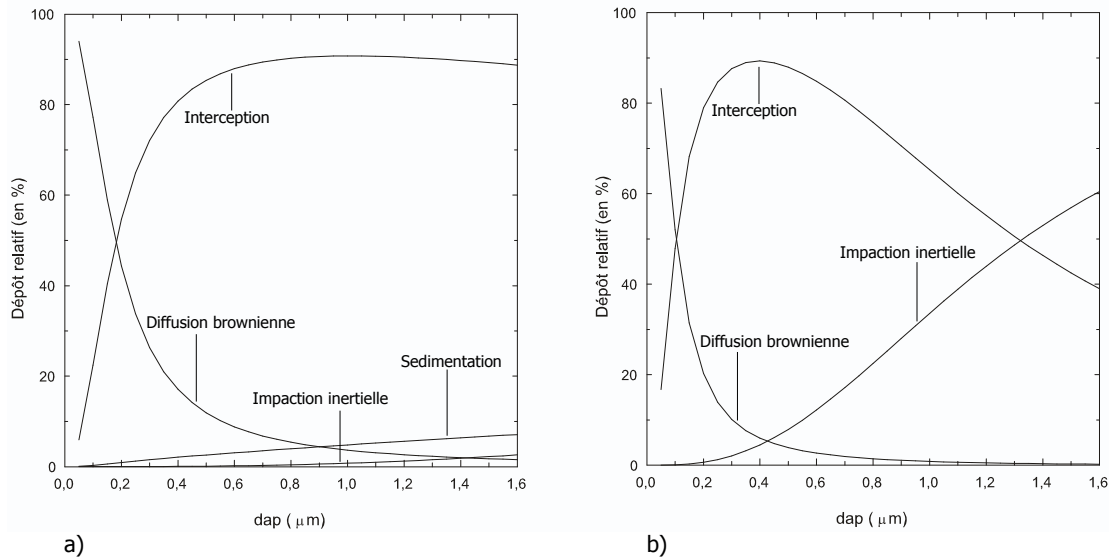 100
80
60
40
20
0
Dépôt relatif (en %)
Interception
Diffusion brownienne
Sedimentation
Impaction inertielle
0,0 0,2 0,4 0,6 0,8 1,0 1,2 1,4 1,6
dap ( μm)
a)
100
80
60
40
20
0
Dépôt relatif (en %)
Interception
Impaction inertielle
Diffusion brownienne
0,0 0,2 0,4 0,6 0,8 1,0 1,2 1,4 1,6
dap ( μm)
b)